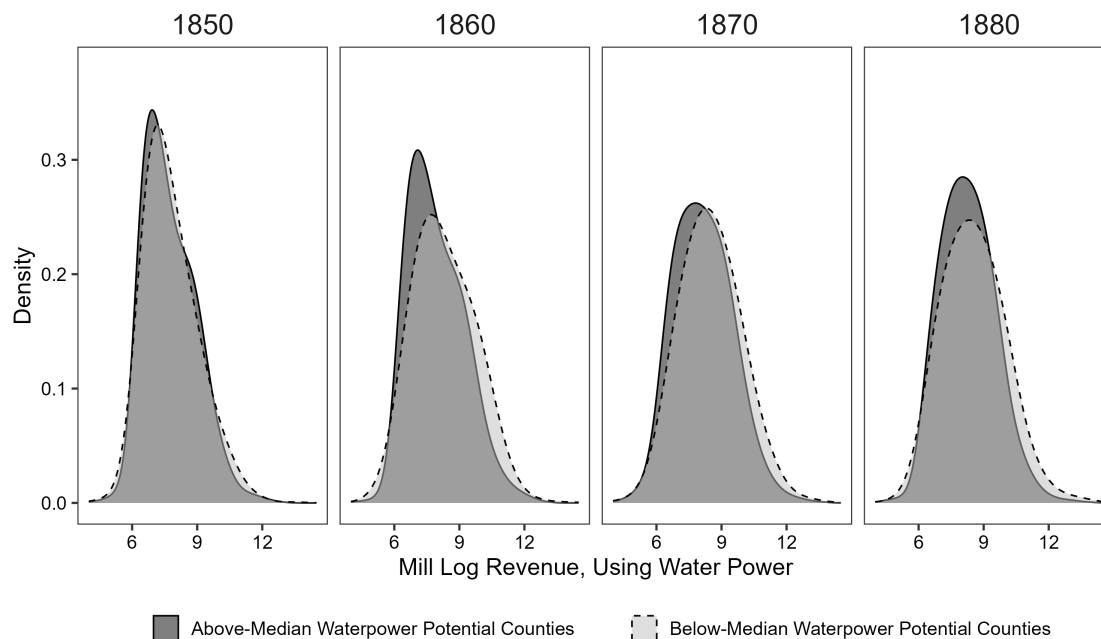 1850 1860 1870 1880
Density
0.3
0.2
0.1
0.0
6 9 12 6 9 12 6 9 12 6 9 12
Mill Log Revenue, Using Water Power
Above-Median Waterpower Potential Counties Below-Median Waterpower Potential Counties